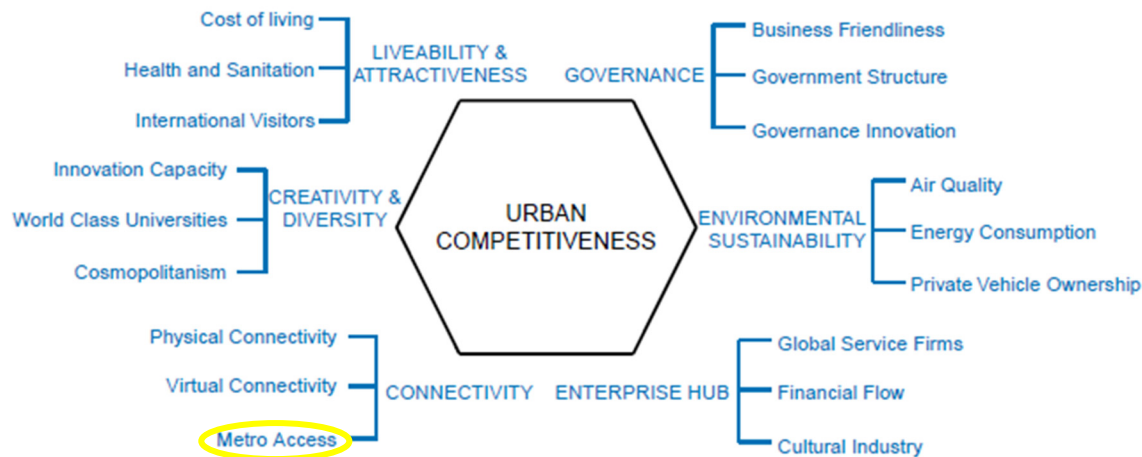 Cost of living
Health and Sanitation
International Visitors
LIVEABILITY &
ATTRACTIVENESS
GOVERNANCE
Business Friendliness
Government Structure
Governance Innovation
Innovation Capacity
World Class Universities
Cosmopolitanism
CREATIVITY &
DIVERSITY
URBAN
COMPETITIVENESS
ENVIRONMENTAL
SUSTAINABILITY
Air Quality
Energy Consumption
Private Vehicle Ownership
Physical Connectivity
Virtual Connectivity
Metro Access
CONNECTIVITY
ENTERPRISE HUB
Global Service Firms
Financial Flow
Cultural Industry